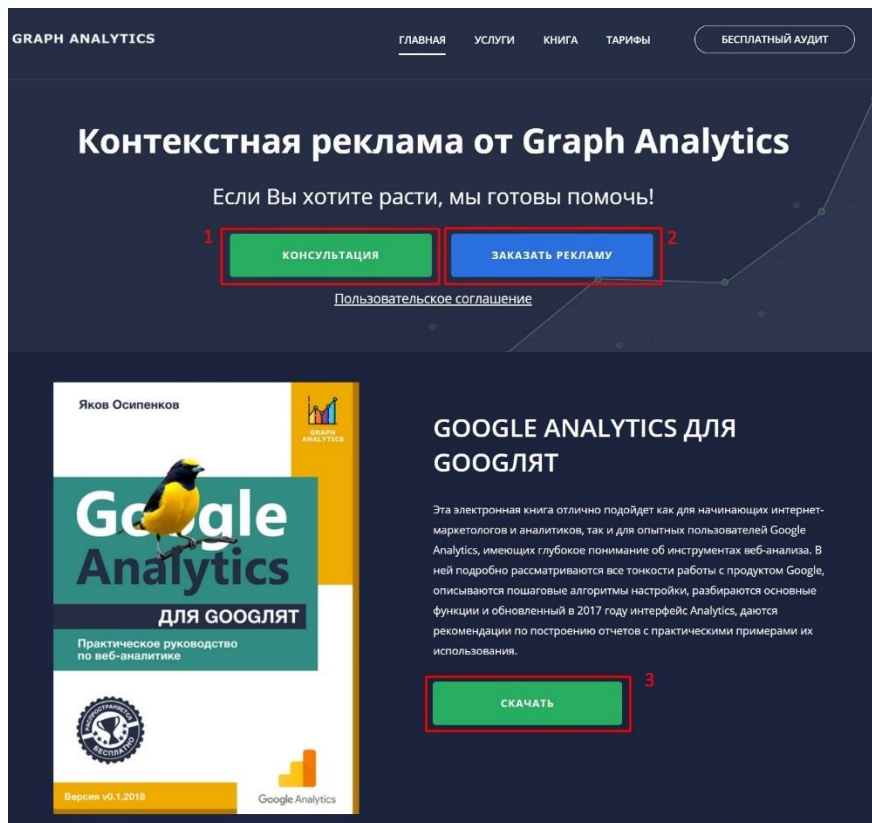 GRAPH ANALYTICS
ГЛАВНАЯ УСЛУГИ КНИГА ТАРИФЫ БЕСПЛАТНЫЙ АУДИТ
Контекстная реклама от Graph Analytics
Если Вы хотите расти, мы готовы помочь!
1 КОНСУЛЬТАЦИЯ ЗАКАЗАТЬ РЕКЛАМУ 2
Пользовательское соглашение
Яков Осипенков
GRAPH
ANALYTICS
Google
Analytics
ДЛЯ GOOGЛЯТ
Практическое руководство
по веб-аналитике
РАСПРОСТРАНЯЕТСЯ
БЕСПЛАТНО
Версия v0.1.2018
Google Analytics
GOOGLE ANALYTICS ДЛЯ
GOOGЛЯТ
Эта электронная книга отлично подойдет как для начинающих интернет-
маркетологов и аналитиков, так и для опытных пользователей Google
Analytics, имеющих глубокое понимание об инструментах веб-анализа. В
ней подробно рассматриваются все тонкости работы с продуктом Google,
описываются пошаговые алгоритмы настройки, разбираются основные
функции и обновленный в 2017 году интерфейс Analytics, даются
рекомендации по построению отчетов с практическими примерами их
использования.
СКАЧАТЬ 3